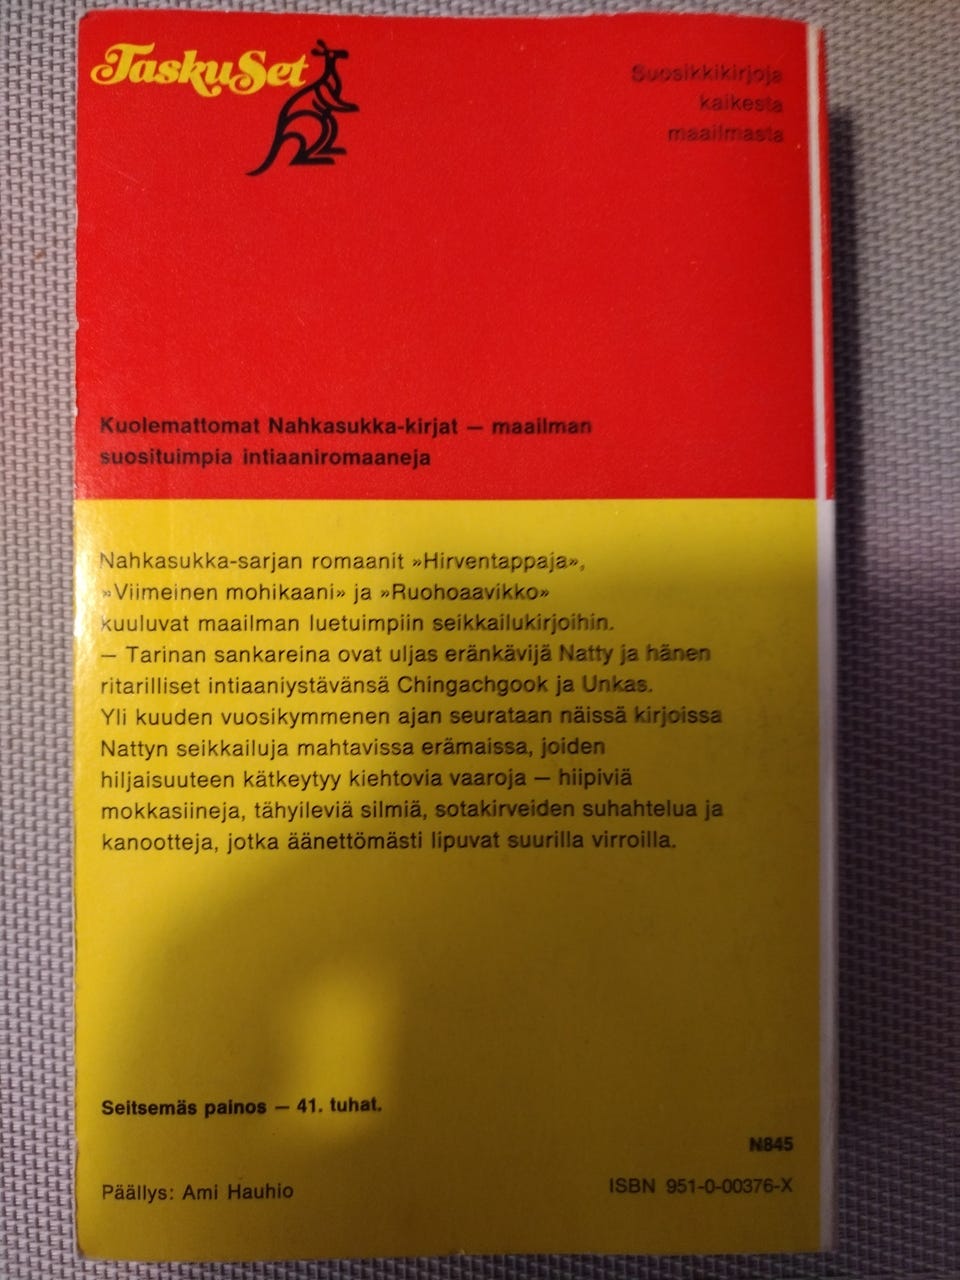 TaskuSet
Suosikkikirjoja
kaikesta
maailmasta
Kuolemattomat Nahkasukka-kirjat — maailman
suosituimpia intiaaniromaaneja
Nahkasukka-sarjan romaanit »Hirventappaja»,
»Viimeinen mohikaani» ja »Ruohoaavikko»
kuuluvat maailman luetuimpiin seikkailukirjoihin.
— Tarinan sankareina ovat uljas eränkävijä Natty ja hänen
ritarilliset intiaaniystävänsä Chingachgook ja Unkas.
Yli kuuden vuosikymmenen ajan seurataan näissä kirjoissa
Nattyn seikkailuja mahtavissa erämaissa, joiden
hiljaisuuteen kätkeytyy kiehtovia vaaroja — hiipiviä
mokkasiineja, tähyileviä silmiä, sotakirveiden suhahtelua ja
kanootteja, jotka äänettömästi lipuvat suurilla virroilla.
Seitsemäs painos — 41. tuhat.
N845
Päällys: Ami Hauhio
ISBN 951-0-00376-X